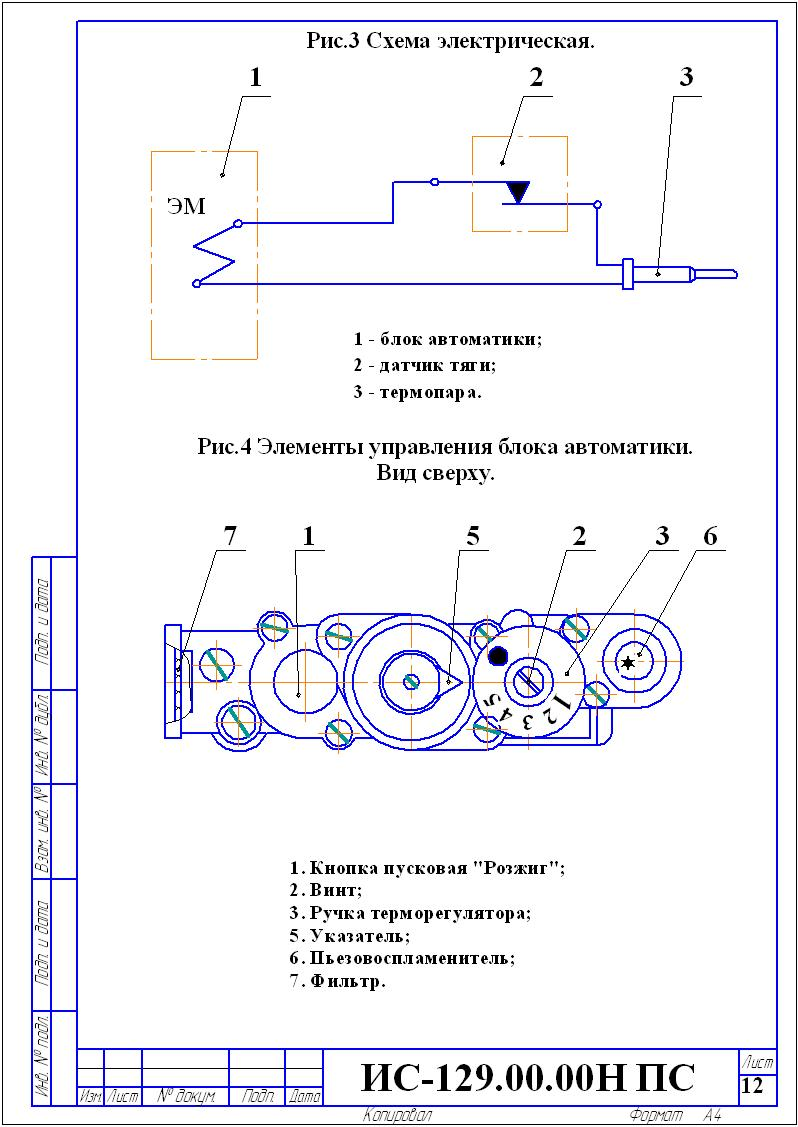 Рис.3 Схема электрическая.
1 2 3
ЭМ
1 - блок автоматики;
2 - датчик тяги;
3 - термопара.
Рис.4 Элементы управления блока автоматики.
Вид сверху.
7 1 5 2 3 6
1 2 3 4 5
1. Кнопка пусковая "Розжиг";
2. Винт;
3. Ручка терморегулятора;
5. Указатель;
6. Пьезовоспламенитель;
7. Фильтр.
Подп. и дата
Инв. № дубл.
Взам. инв. №
Подп. и дата
Инв. № подл.
Изм. Лист № докум. Подп. Дата
ИС-129.00.00Н ПС
Лист
12
Копировал Формат А4